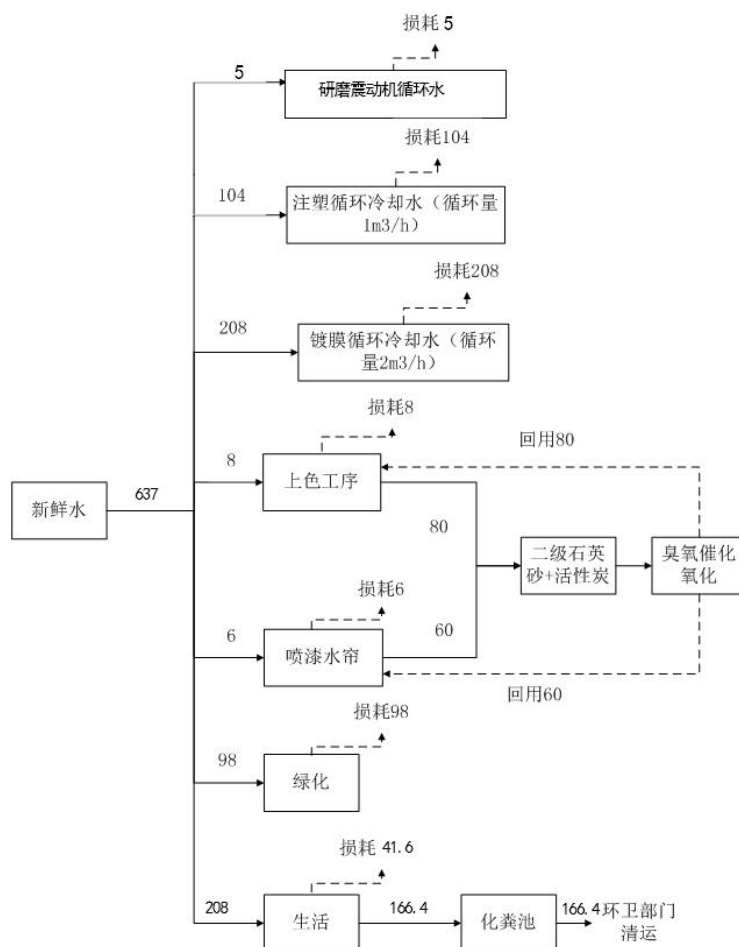 损耗5
5
研磨震动机循环水
损耗104
104
注塑循环冷却水（循环量
1m3/h）
损耗208
208
镀膜循环冷却水（循环
量2m3/h）
损耗8
回用80
8
上色工序
新鲜水
637
80
二级石英
砂+活性炭
臭氧催化
氧化
损耗6
6
60
喷漆水帘
回用60
损耗98
98
绿化
损耗 41.6
208
生活
166.4
化粪池
166.4
环卫部门
清运